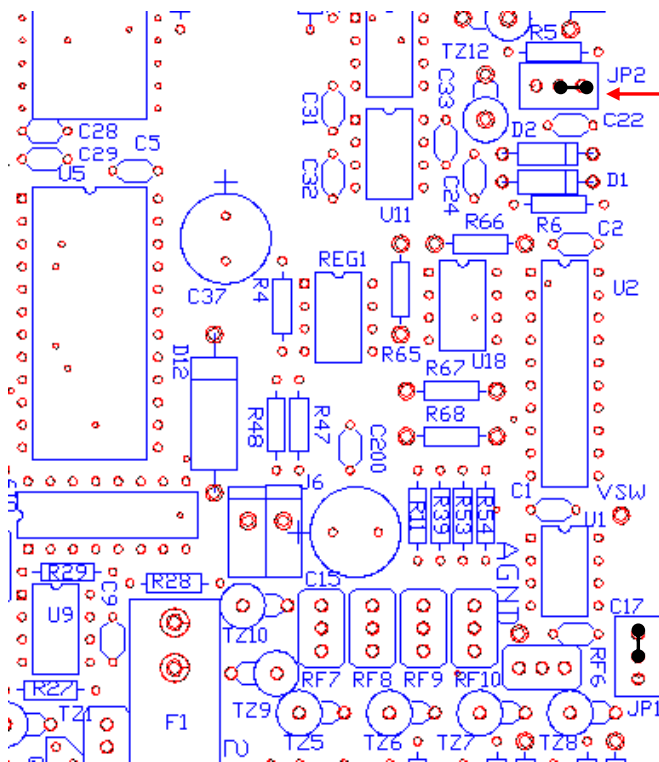 R5
TZ12
JP2
C33
C31
C28
C22
D2
C5
C29
U5
C32
C24
D1
U11
R6
R66
C2
REG1
R4
U2
C37
D12
R65
U18
R67
R68
R48
R47
C200
J6
C1
VSW
R11
R39
R53
R54
U1
AGND
R29
R28
C15
C9
U9
TZ10
C17
RF7
RF8
RF9
RF10
RF6
R27
TZ9
JP1
TZ1
F1
2
TZ5
TZ6
TZ7
TZ8